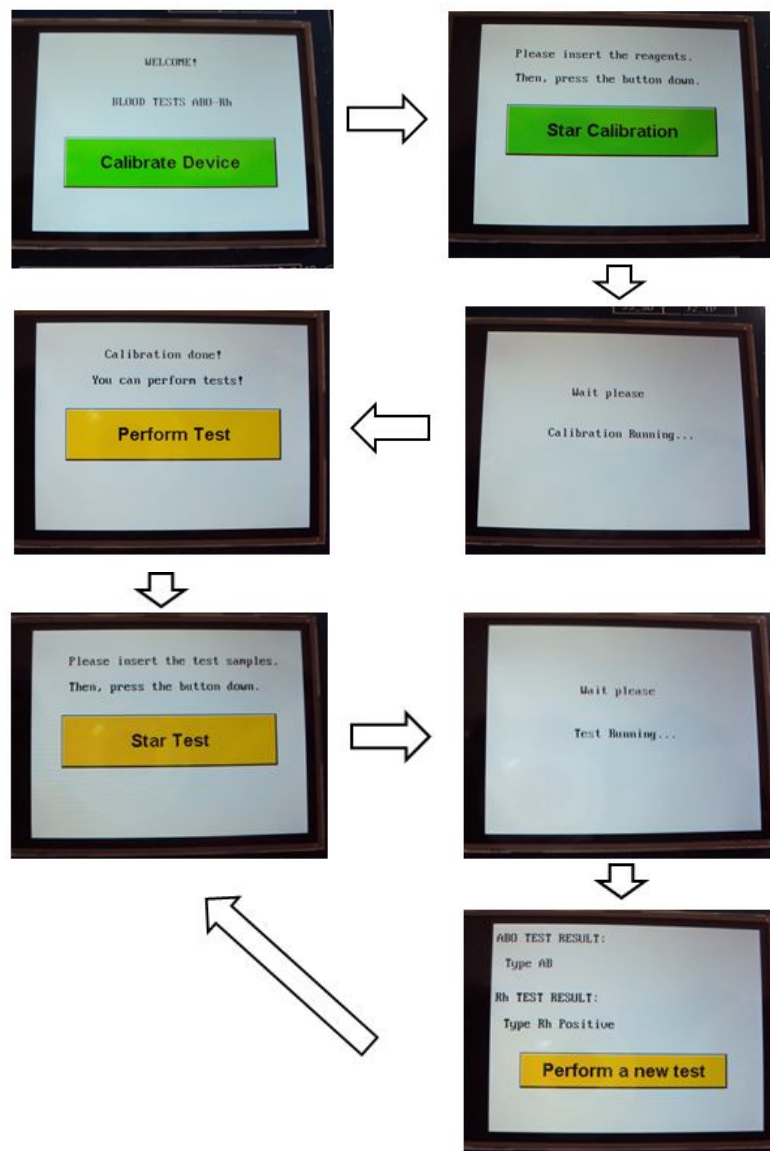 WELCOME!
BLOOD TESTS ABO-Rh
Calibrate Device
Please insert the reagents.
Then, press the button down.
Star Calibration
Wait please
Calibration Running...
Calibration done!
You can perform tests!
Perform Test
Please insert the test samples.
Then, press the button down.
Star Test
Wait please
Test Running...
ABO TEST RESULT:
Type AB
Rh TEST RESULT:
Type Rh Positive
Perform a new test